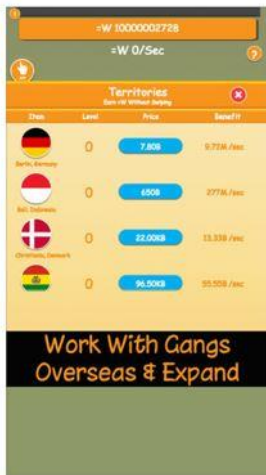 =W 10000002728
=W 0/Sec
?
Territories
Earn =W Without Swiping
Item Level Price Benefit
0 7.80B 9.72M /sec
Berlin, Germany
0 650B 277M /sec
Bali, Indonesia
0 22.00KB 13.33B /sec
Christiania, Denmark
0 96.50KB 55.55B /sec
Work With Gangs
Overseas & Expand